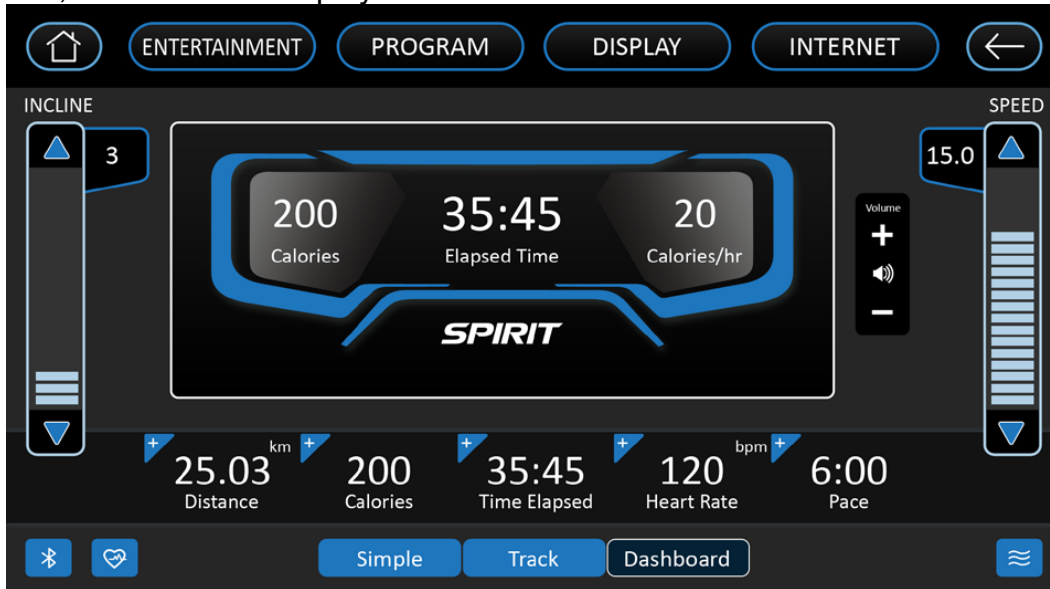 ENTERTAINMENT PROGRAM DISPLAY INTERNET
INCLINE SPEED
3 15.0
200 35:45 20
Calories Elapsed Time Calories/hr
Volume
+
−
SPIRIT
+ km + + + bpm +
25.03 200 35:45 120 6:00
Distance Calories Time Elapsed Heart Rate Pace
Simple Track Dashboard